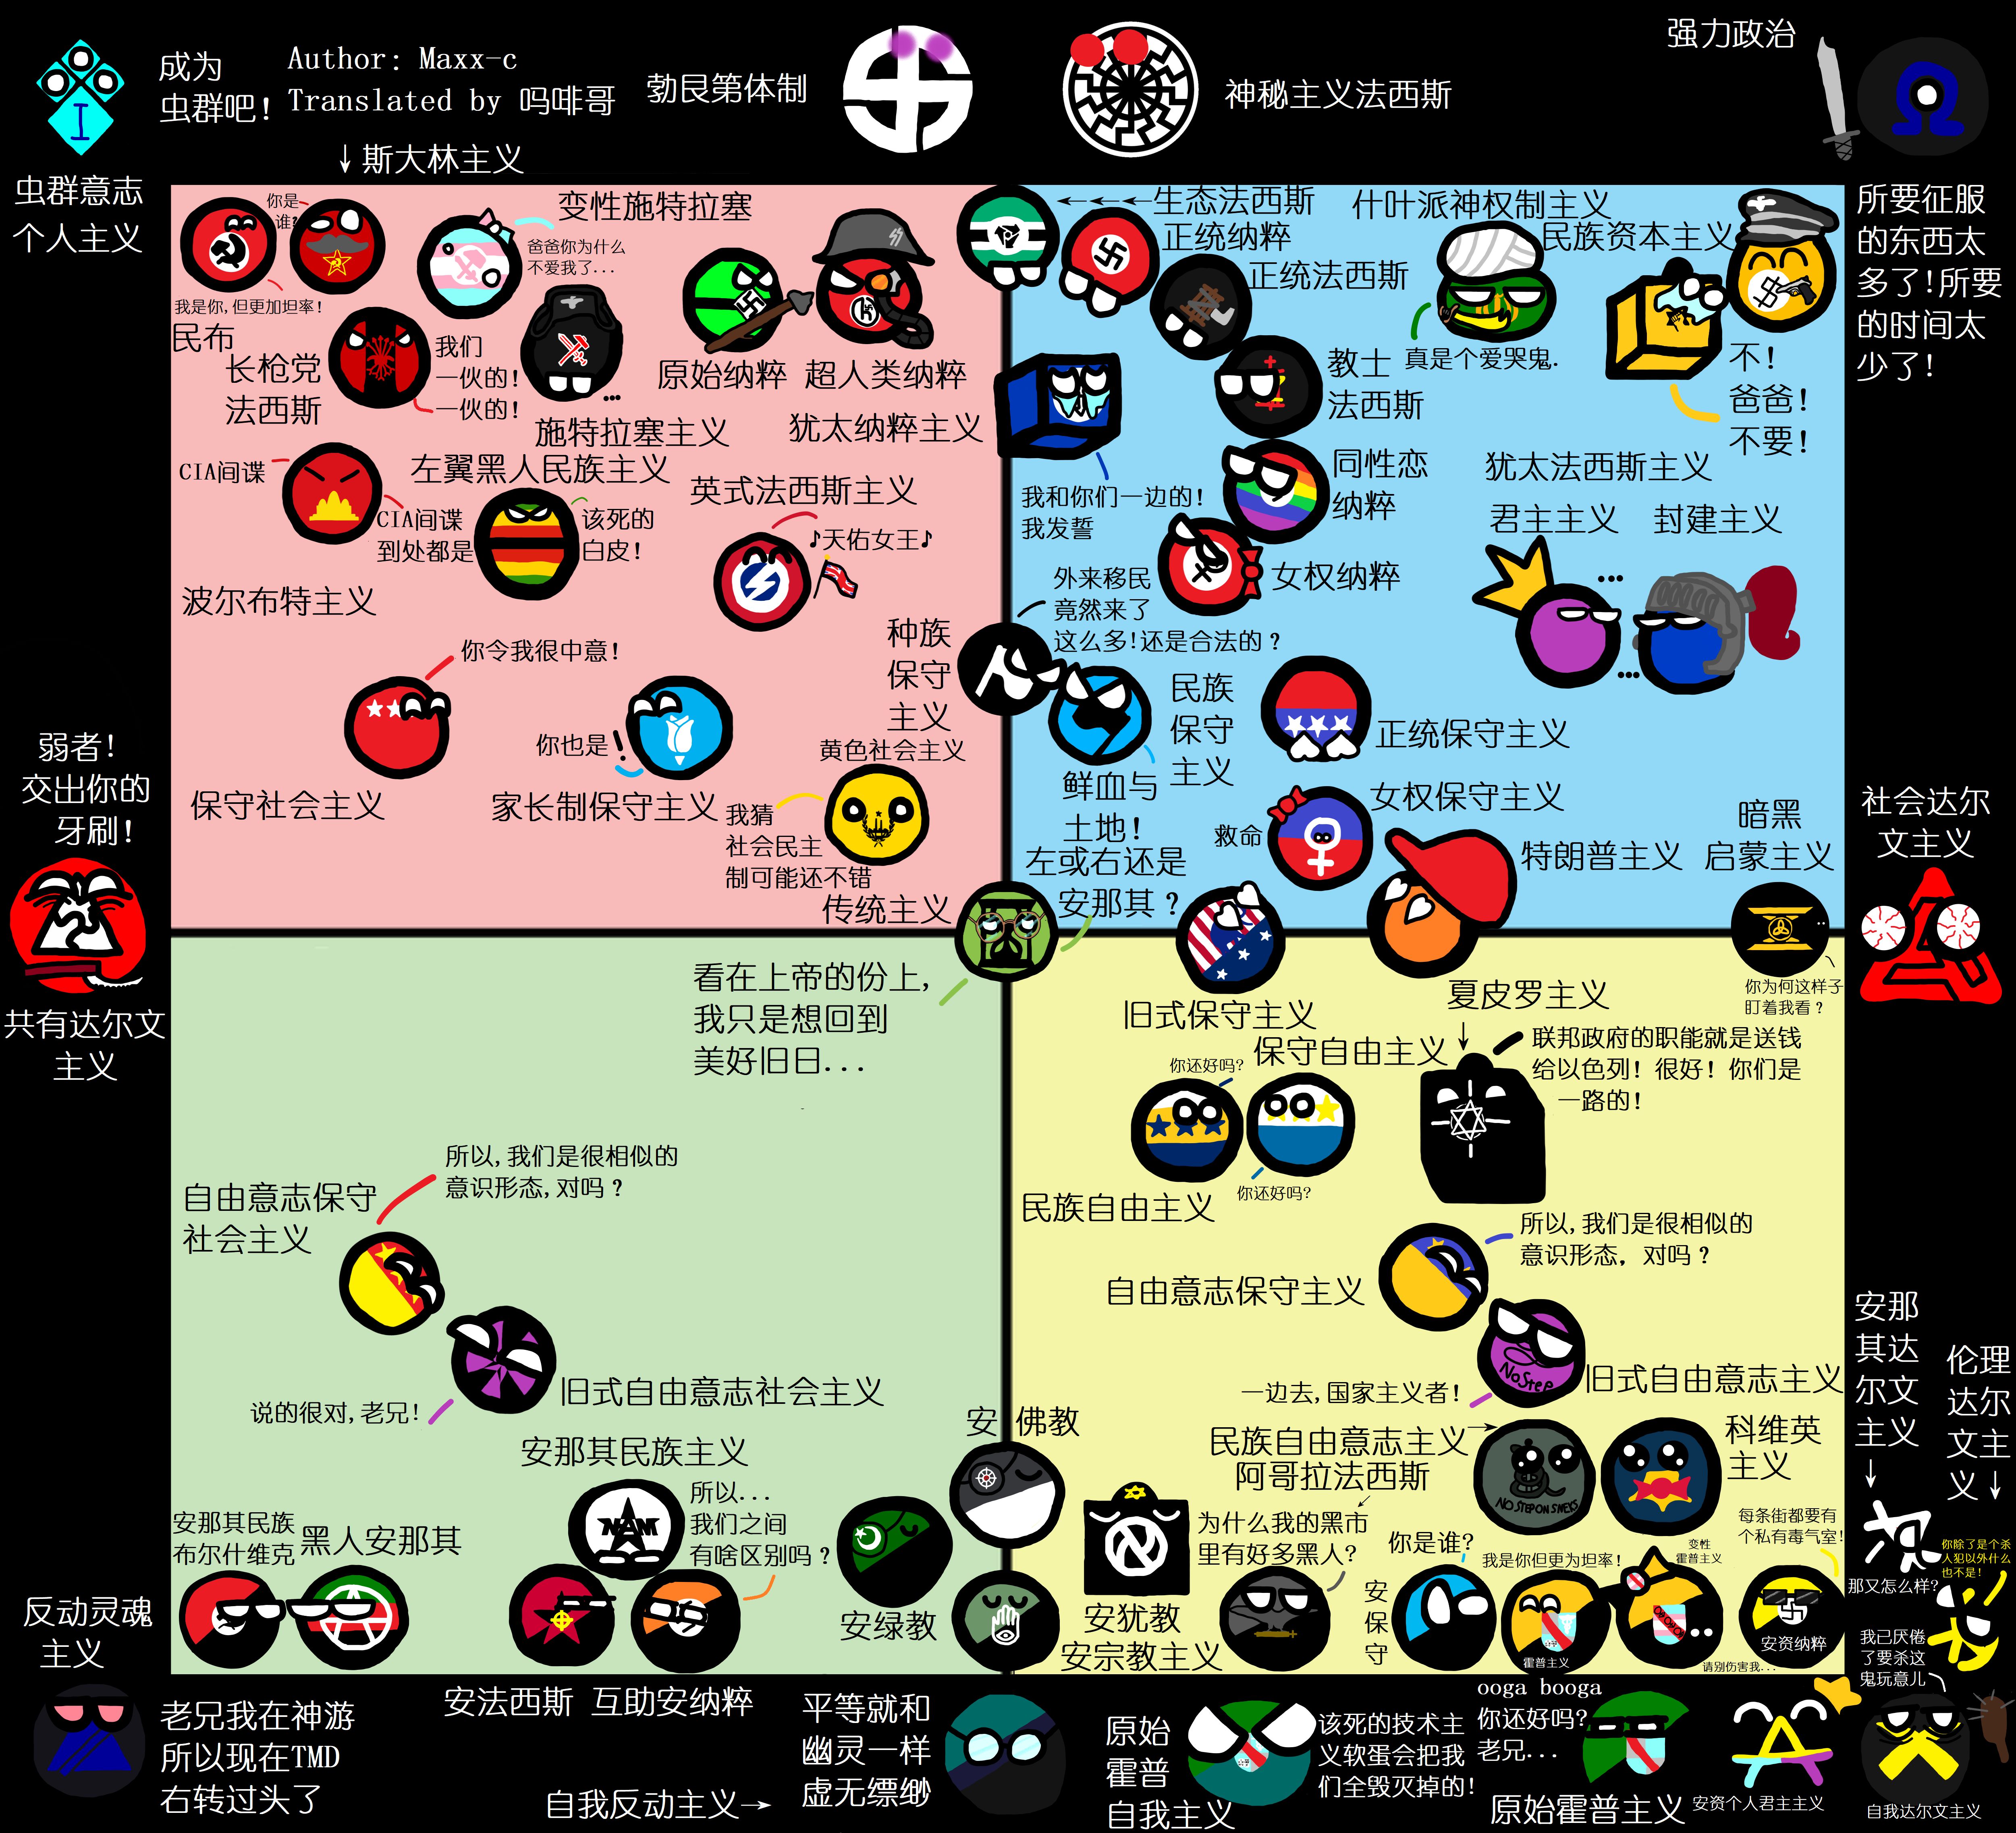 成为
虫群吧!
Author: Maxx-c
Translated by 吗啡哥
↓斯大林主义
勃艮第体制
神秘主义法西斯
强力政治
虫群意志
个人主义
你是
谁?
我是你,但更加坦率!
民布
变性施特拉塞
爸爸你为什么
不爱我了...
长枪党
法西斯
我们
一伙的!
一伙的!
...
施特拉塞主义
原始纳粹
超人类纳粹
犹太纳粹主义
←←←生态法西斯
正统纳粹
正统法西斯
什叶派神权制主义
民族资本主义
真是个爱哭鬼.
教士
法西斯
不!
爸爸!
不要!
所要征服
的东西太
多了!所要
的时间太
少了!
CIA间谍
CIA间谍
到处都是
左翼黑人民族主义
该死的
白皮!
英式法西斯主义
♪天佑女王♪
波尔布特主义
我和你们一边的!
我发誓
同性恋
纳粹
女权纳粹
犹太法西斯主义
君主主义
封建主义
...
...
外来移民
竟然来了
这么多!还是合法的?
种族
保守
主义
你令我很中意!
你也是!
保守社会主义
家长制保守主义
黄色社会主义
我猜
社会民主
制可能还不错
民族
保守
主义
鲜血与
土地!
正统保守主义
女权保守主义
救命
特朗普主义
暗黑
启蒙主义
弱者!
交出你的
牙刷!
共有达尔文
主义
社会达尔
文主义
传统主义
左或右还是
安那其?
看在上帝的份上,
我只是想回到
美好旧日...
旧式保守主义
你为何这样子
盯着我看?
夏皮罗主义
↓
联邦政府的职能就是送钱
给以色列! 很好! 你们是
一路的!
保守自由主义
你还好吗?
你还好吗?
民族自由主义
所以,我们是很相似的
意识形态,对吗?
自由意志保守
社会主义
说的很对,老兄!
旧式自由意志社会主义
所以,我们是很相似的
意识形态, 对吗?
自由意志保守主义
NoStep
一边去,国家主义者!
旧式自由意志主义
安那
其达
尔文
主义
↓
伦理
达尔
文主
义↓
安 佛教
民族自由意志主义→
NO STEP ON SNEKS
科维英
主义
阿哥拉法西斯
为什么我的黑市
里有好多黑人?
安那其民族主义
NAM
所以...
我们之间
有啥区别吗?
安那其民族
布尔什维克
黑人安那其
安绿教
安犹教
安宗教主义
你是谁?
安
保
守
我是你但更为坦率!
霍普主义
变性
霍普主义
请别伤害我...
每条街都要有
个私有毒气室!
安资纳粹
那又怎么样?
你除了是个杀
人犯以外什么
也不是!
我已厌倦
了要杀这
鬼玩意儿
反动灵魂
主义
老兄我在神游
所以现在TMD
右转过头了
安法西斯
互助安纳粹
自我反动主义→
平等就和
幽灵一样
虚无缥缈
原始
霍普
自我主义
该死的技术主
义软蛋会把我
们全毁灭掉的!
ooga booga
你还好吗?
老兄...
原始霍普主义
安资个人君主主义
自我达尔文主义